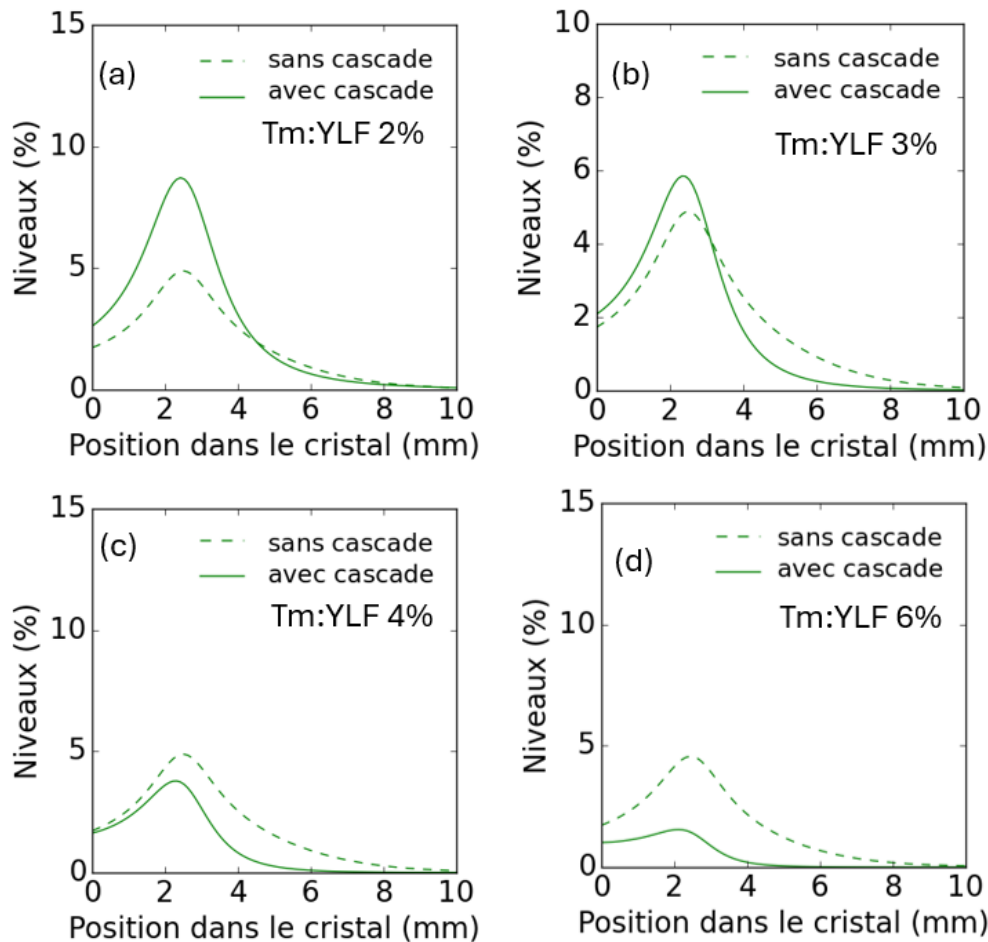 15
10
5
0
Niveaux (%)
(a)
sans cascade
avec cascade
Tm:YLF 2%
0 2 4 6 8 10
Position dans le cristal (mm)
10
8
6
4
2
0
Niveaux (%)
(b)
sans cascade
avec cascade
Tm:YLF 3%
0 2 4 6 8 10
Position dans le cristal (mm)
15
10
5
0
Niveaux (%)
(c)
sans cascade
avec cascade
Tm:YLF 4%
0 2 4 6 8 10
Position dans le cristal (mm)
15
10
5
0
Niveaux (%)
(d)
sans cascade
avec cascade
Tm:YLF 6%
0 2 4 6 8 10
Position dans le cristal (mm)